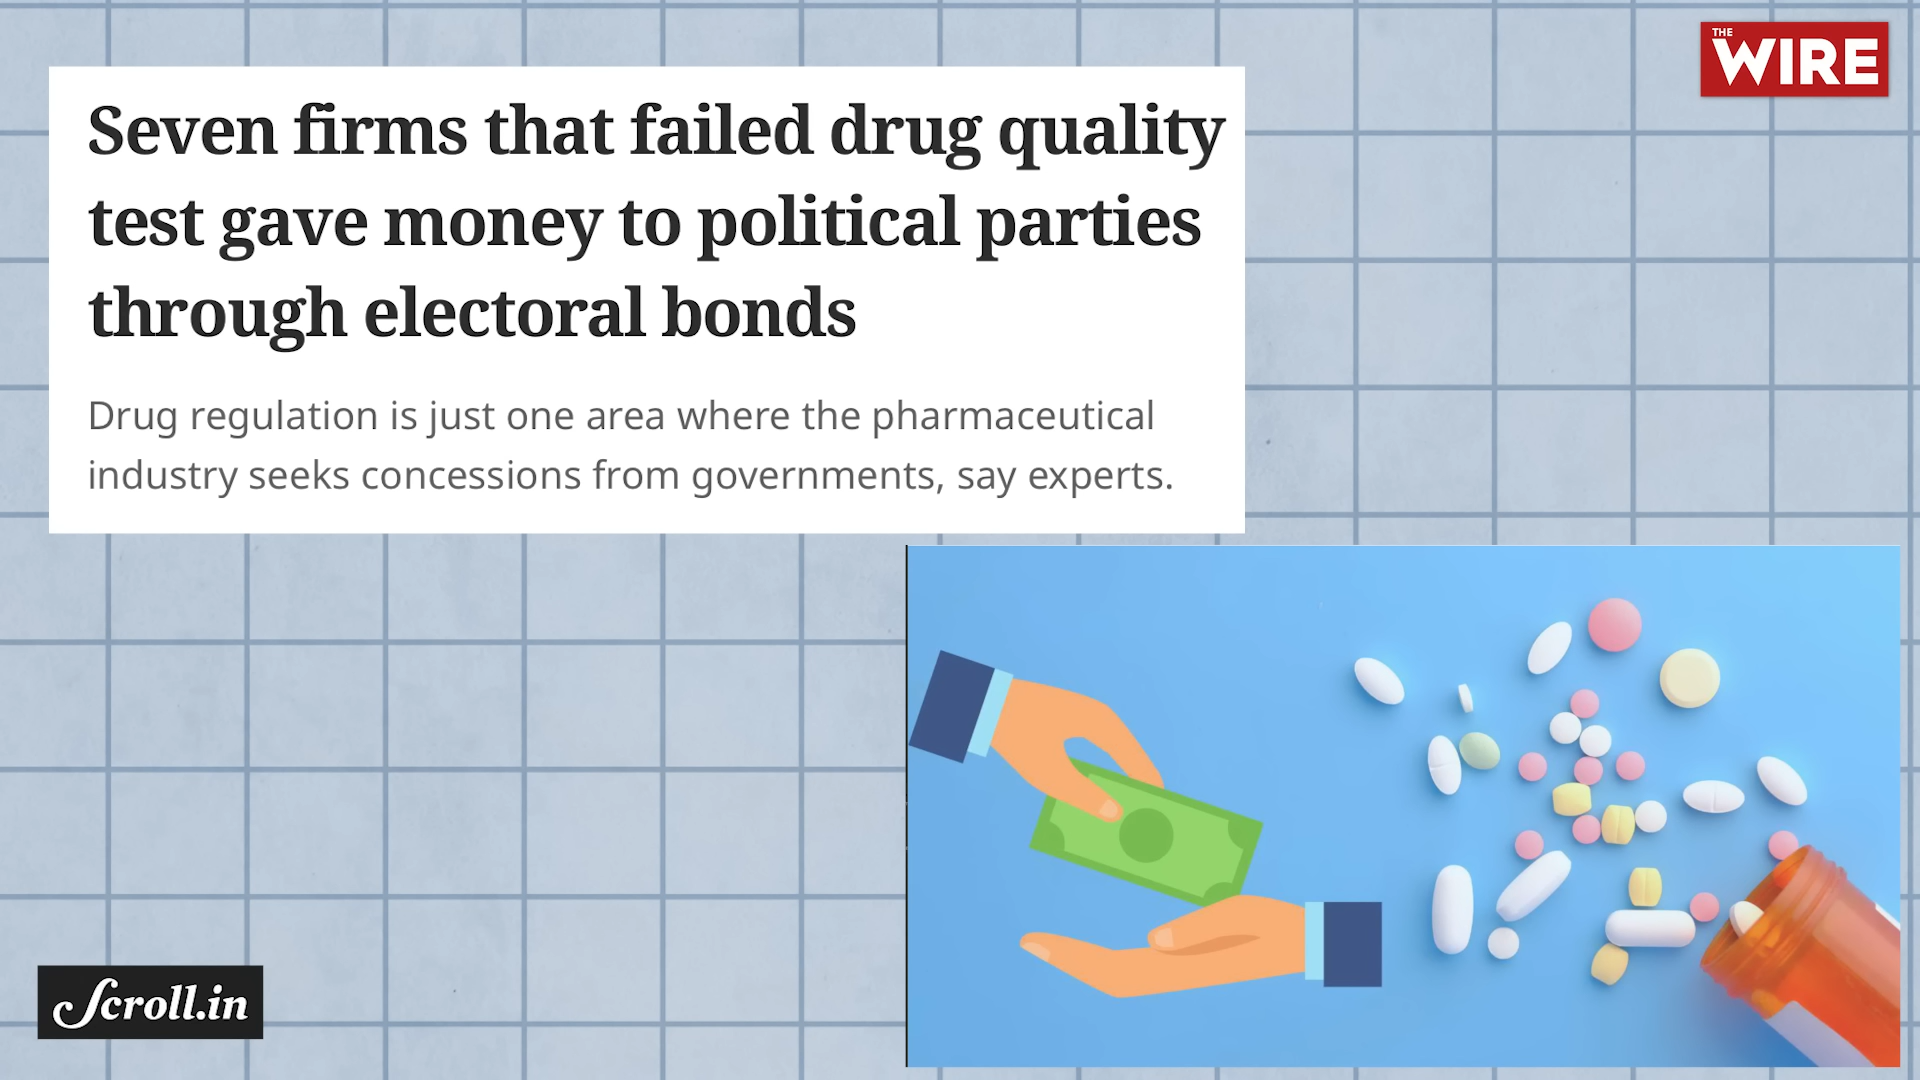 THE
WIRE
Seven firms that failed drug quality
test gave money to political parties
through electoral bonds
Drug regulation is just one area where the pharmaceutical
industry seeks concessions from governments, say experts.
Scroll.in